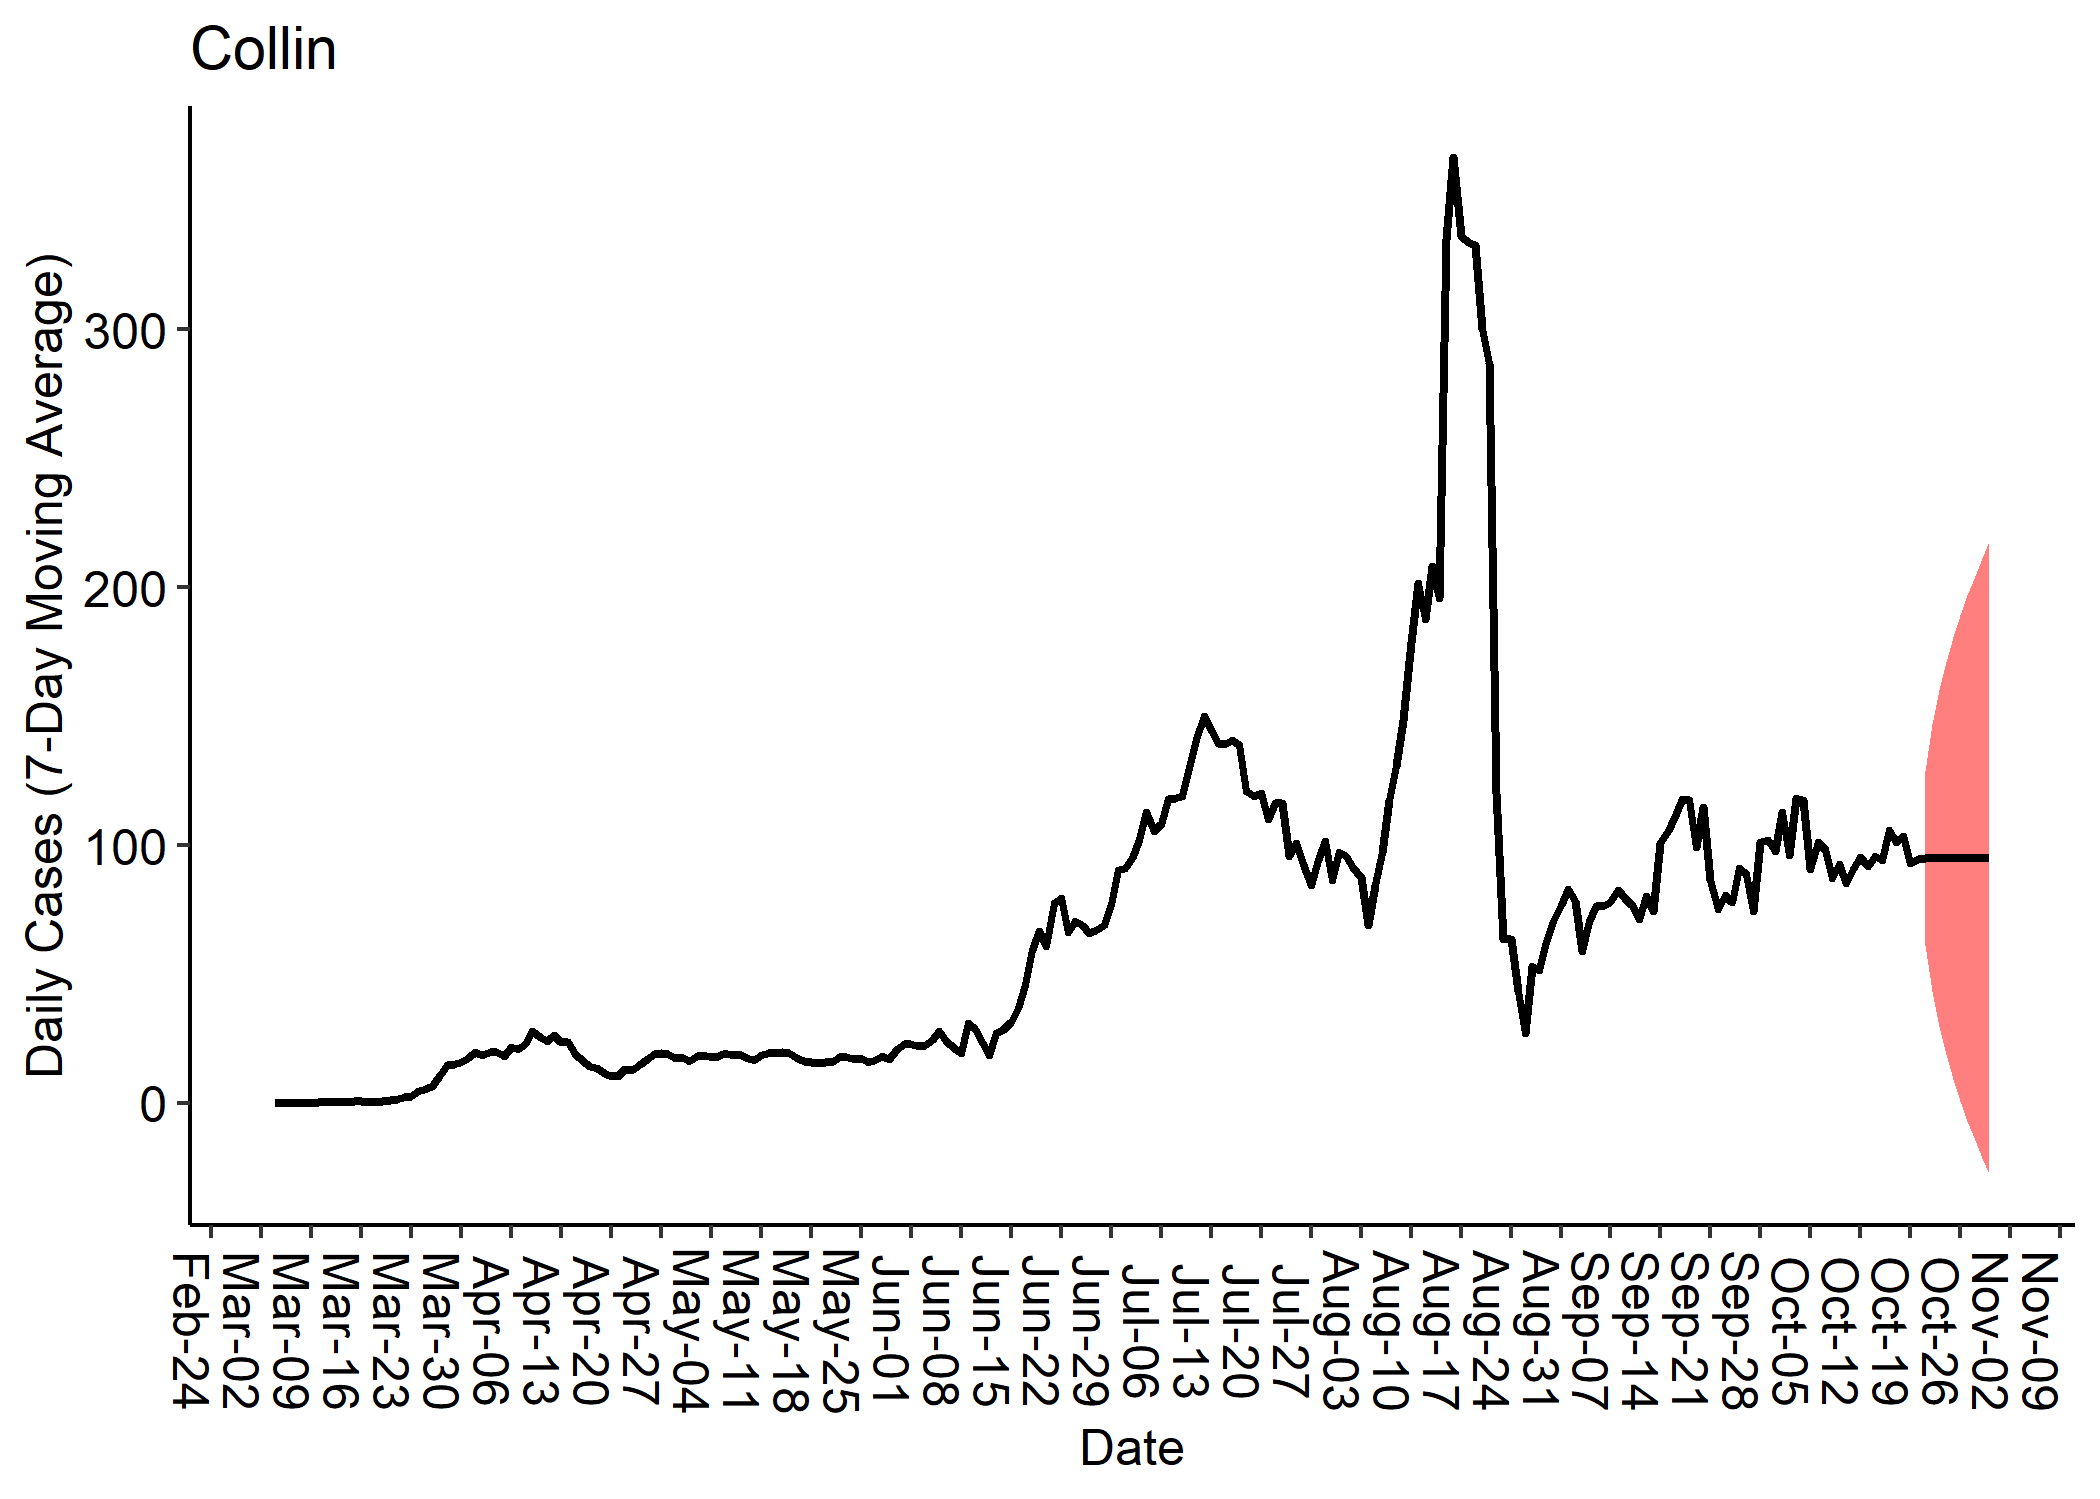 Collin
Daily Cases (7-Day Moving Average)
300
200
100
0
Feb-24
Mar-02
Mar-09
Mar-16
Mar-23
Mar-30
Apr-06
Apr-13
Apr-20
Apr-27
May-04
May-11
May-18
May-25
Jun-01
Jun-08
Jun-15
Jun-22
Jun-29
Jul-06
Jul-13
Jul-20
Jul-27
Aug-03
Aug-10
Aug-17
Aug-24
Aug-31
Sep-07
Sep-14
Sep-21
Sep-28
Oct-05
Oct-12
Oct-19
Oct-26
Nov-02
Nov-09
Date